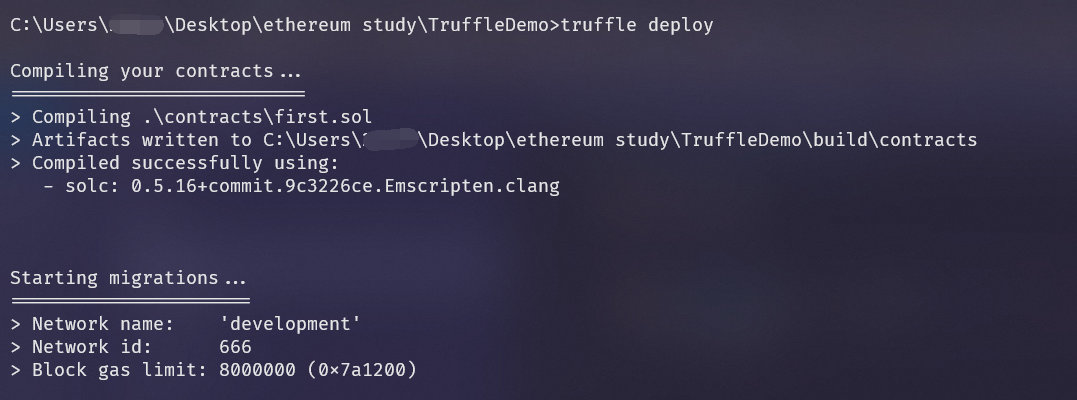 C:\Users\ \Desktop\ethereum study\TruffleDemo>truffle deploy
Compiling your contracts...
===========================
> Compiling .\contracts\first.sol
> Artifacts written to C:\Users\ \Desktop\ethereum study\TruffleDemo\build\contracts
> Compiled successfully using:
- solc: 0.5.16+commit.9c3226ce.Emscripten.clang
Starting migrations...
======================
> Network name: 'development'
> Network id: 666
> Block gas limit: 8000000 (0x7a1200)